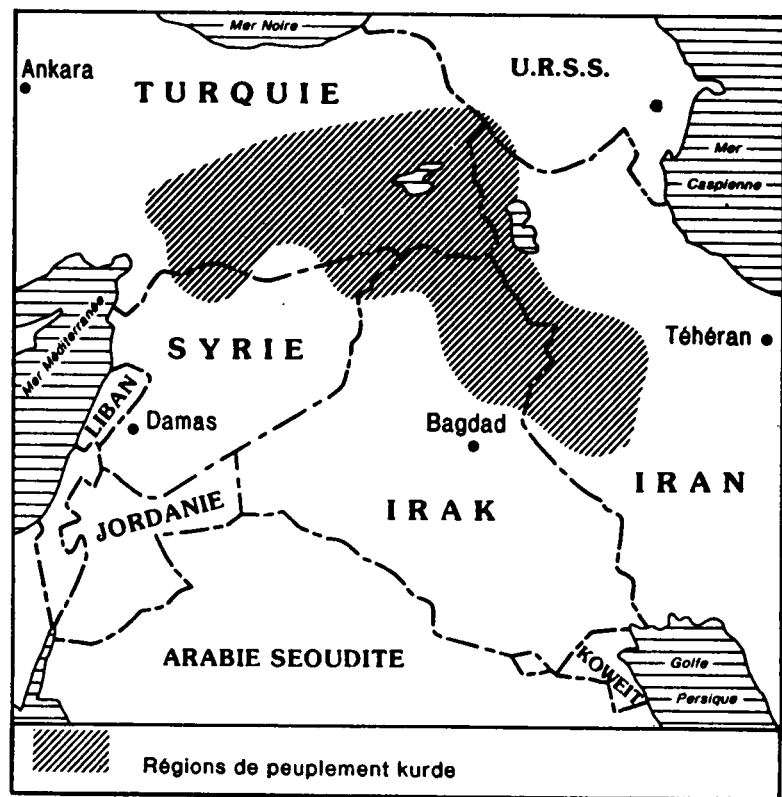 Mer Noire
Ankara
U.R.S.S.
TURQUIE
Mer
Caspienne
Mer Méditerranée
SYRIE
Téhéran
LIBAN
Damas
Bagdad
IRAN
IRAK
JORDANIE
ARABIE SEOUDITE
KOWEIT
Golfe
Persique
Régions de peuplement kurde